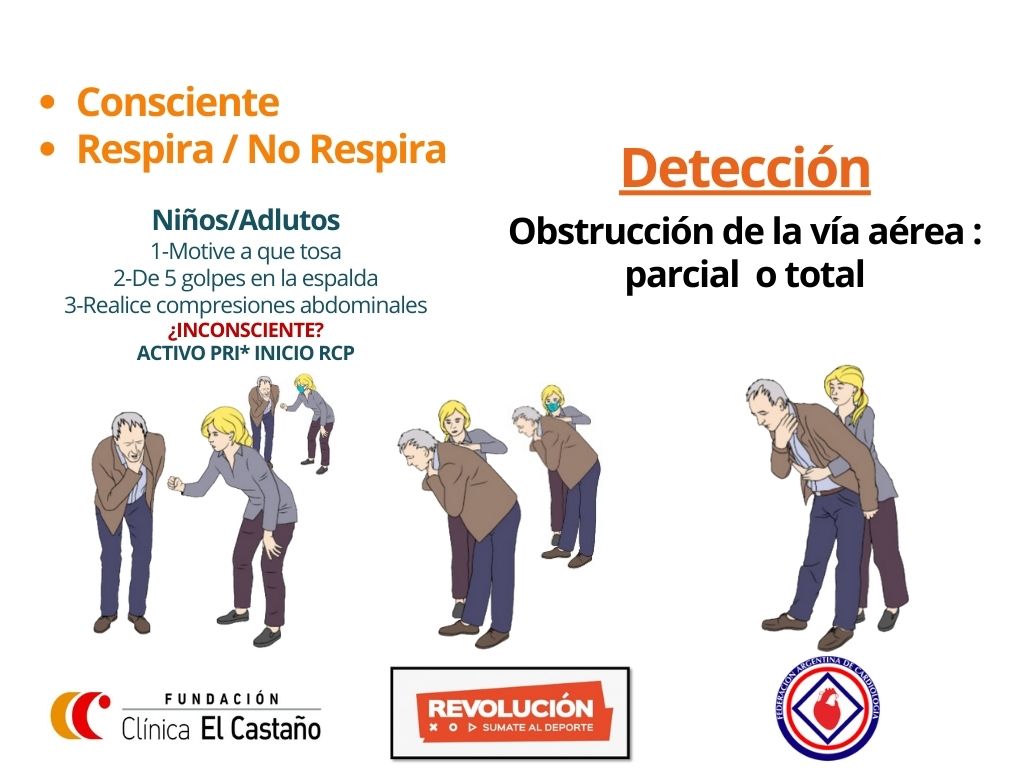 Consciente
Respira / No Respira
Niños/Adlutos
1-Motive a que tosa
2-De 5 golpes en la espalda
3-Realice compresiones abdominales
¿INCONSCIENTE?
ACTIVO PRI* INICIO RCP
Detección
Obstrucción de la vía aérea :
parcial o total
FUNDACIÓN
Clínica El Castaño
REVOLUCIÓN
SUMATE AL DEPORTE
FEDERACIÓN ARGENTINA DE CARDIOLOGÍA